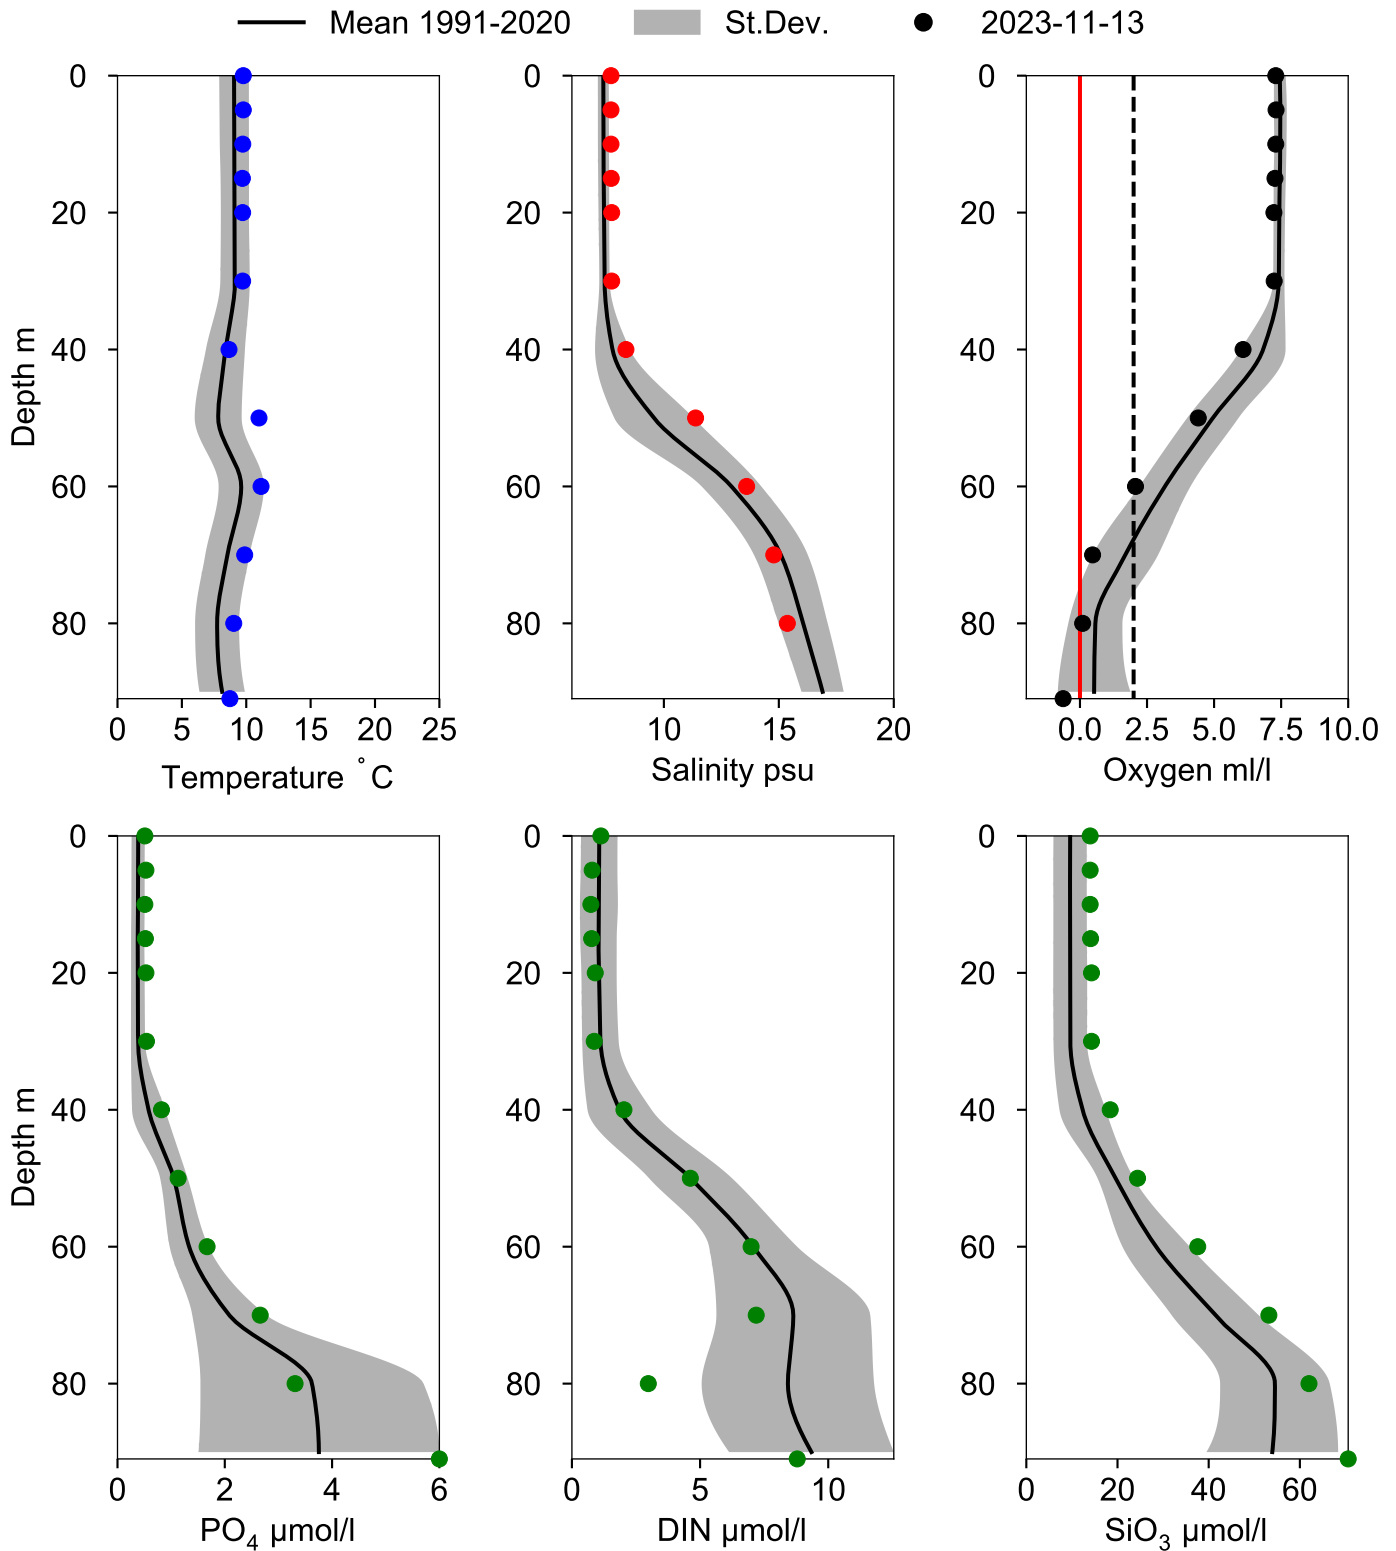 Mean 1991-2020 St.Dev. 2023-11-13
0 0 0
20 20 20
40 40 40
60 60 60
80 80 80
Depth m
0 5 10 15 20 25 10 15 20 0.0 2.5 5.0 7.5 10.0
Temperature °C Salinity psu Oxygen ml/l
0 0 0
20 20 20
40 40 40
60 60 60
80 80 80
Depth m
0 2 4 6 0 5 10 0 20 40 60
PO₄ µmol/l DIN µmol/l SiO₃ µmol/l